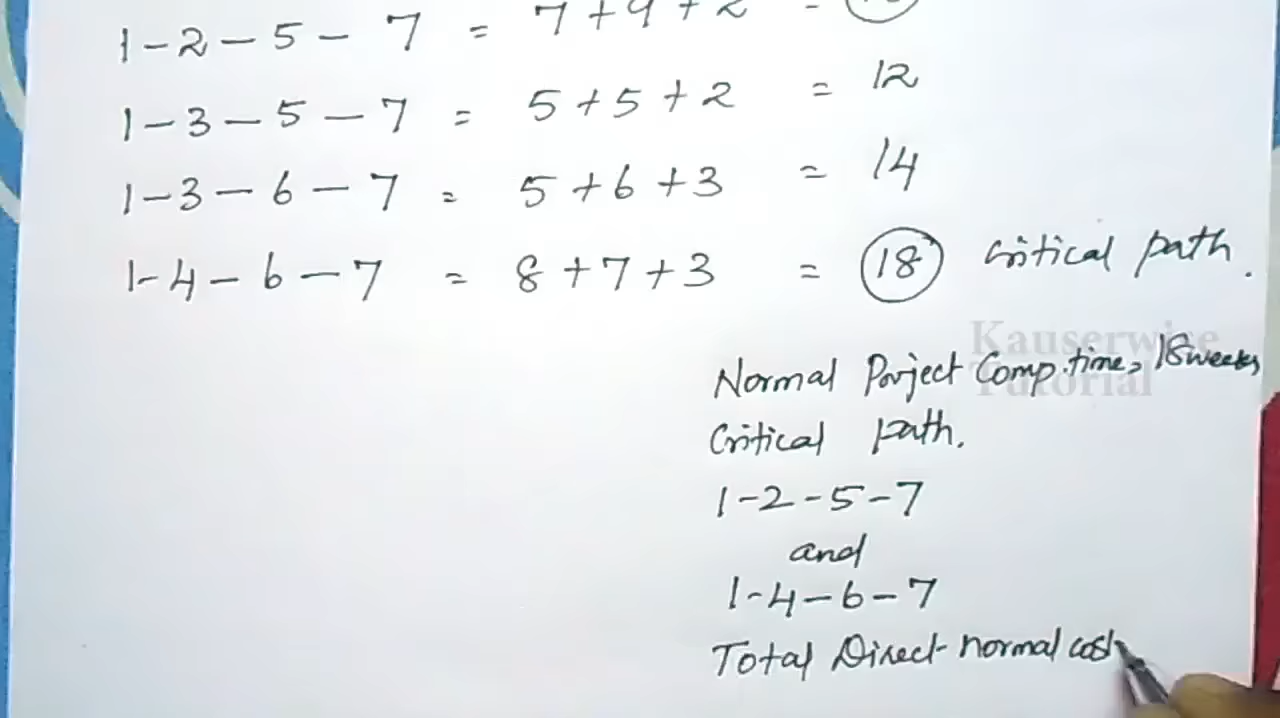 1-2-5-7 = 7+9+2 =
1-3-5-7 = 5+5+2 = 12
1-3-6-7 = 5+6+3 = 14
1-4-6-7 = 8+7+3 = 18 Critical path.
Kauserwise Tutorial
Normal Porject Comp.time, 18weeks
Critical path.
1-2-5-7
and
1-4-6-7
Total Direct normal cost